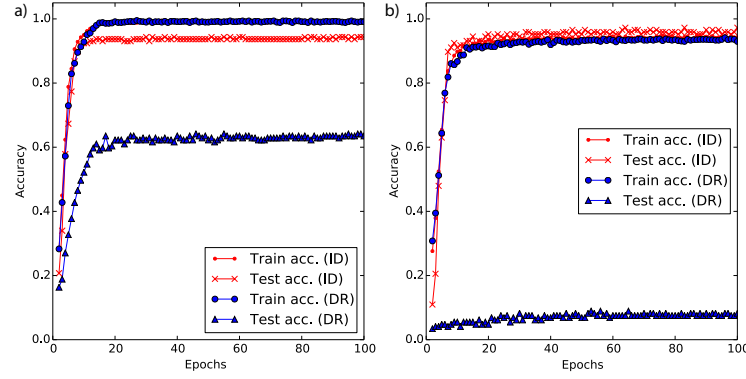 a)
1.0
0.8
0.6
0.4
0.2
0.0
Accuracy
0
20
40
60
80
100
Epochs
Train acc. (ID)
Test acc. (ID)
Train acc. (DR)
Test acc. (DR)
b)
1.0
0.8
0.6
0.4
0.2
0.0
Accuracy
0
20
40
60
80
100
Epochs
Train acc. (ID)
Test acc. (ID)
Train acc. (DR)
Test acc. (DR)